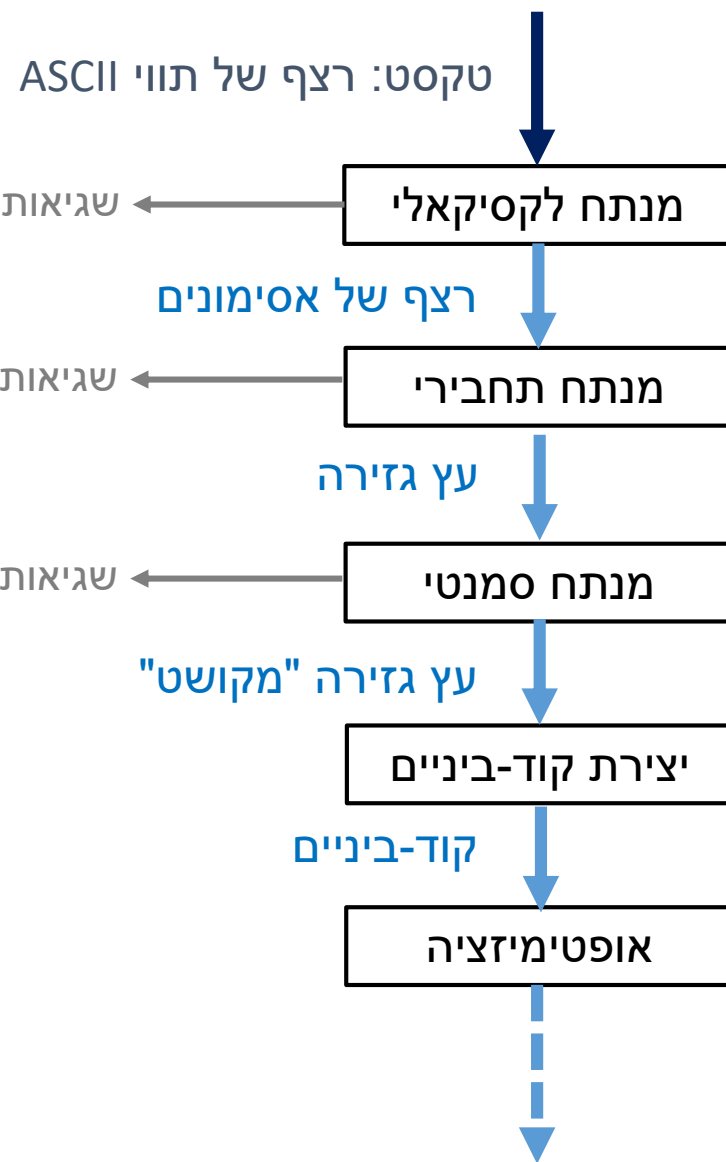 טקסט: רצף של תווי ASCII
מנתח לקסיקאלי
שגיאות
רצף של אסימונים
מנתח תחבירי
שגיאות
עץ גזירה
מנתח סמנטי
שגיאות
עץ גזירה "מקושט"
יצירת קוד-ביניים
קוד-ביניים
אופטימיזציה